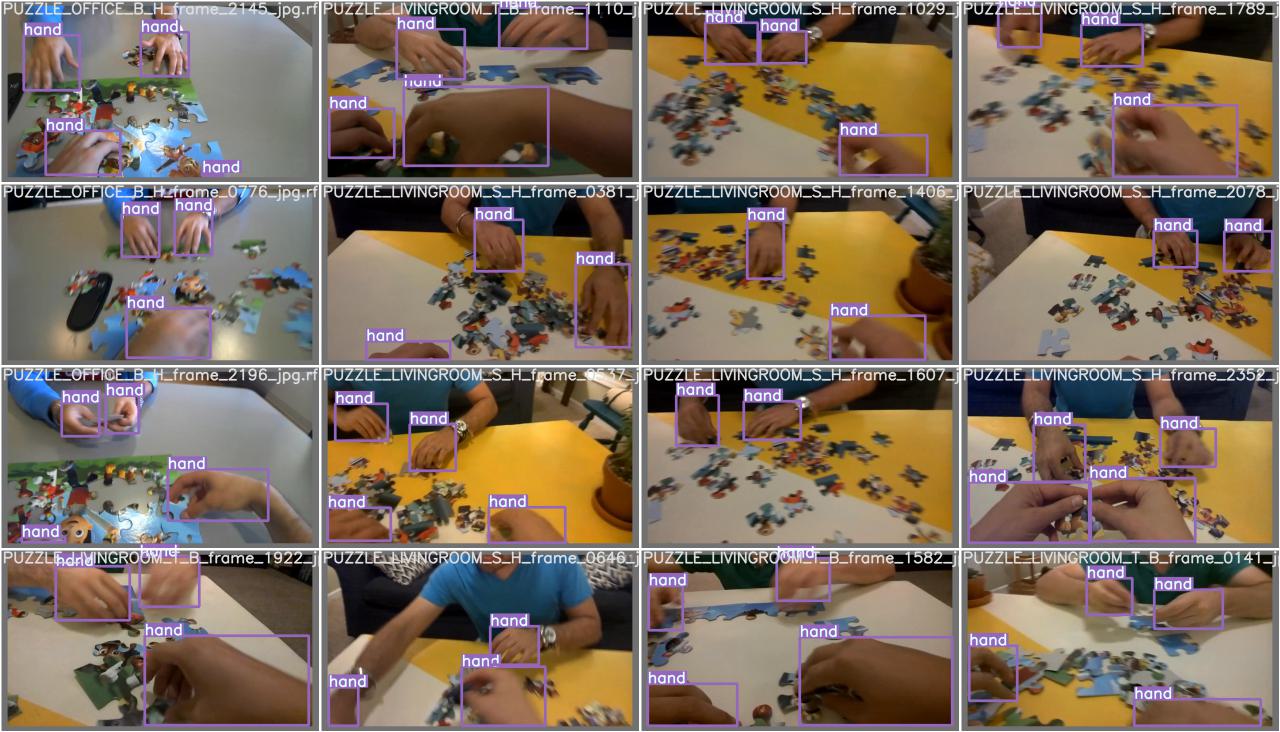 PUZZLE_OFFICE_B_H_frame_2145_jpg.rf
hand
hand
hand
hand
PUZZLE_LIVINGROOM_T_B_frame_1110_j
hand
hand
hand
hand
PUZZLE_LIVINGROOM_S_H_frame_1029_j
hand
hand
hand
PUZZLE_LIVINGROOM_S_H_frame_1789_j
hand
hand
hand
PUZZLE_OFFICE_B_H_frame_0776_jpg.rf
hand
hand
hand
PUZZLE_LIVINGROOM_S_H_frame_0381_j
hand
hand
hand
PUZZLE_LIVINGROOM_S_H_frame_1406_j
hand
hand
PUZZLE_LIVINGROOM_S_H_frame_2078_j
hand
hand
PUZZLE_OFFICE_B_H_frame_2196_jpg.rf
hand
hand
hand
hand
PUZZLE_LIVINGROOM_S_H_frame_0537_j
hand
hand
hand
hand
PUZZLE_LIVINGROOM_S_H_frame_1607_j
hand
hand
PUZZLE_LIVINGROOM_S_H_frame_2352_j
hand
hand
hand
hand
PUZZLE_LIVINGROOM_T_B_frame_1922_j
hand
hand
hand
PUZZLE_LIVINGROOM_S_H_frame_0646_j
hand
hand
hand
PUZZLE_LIVINGROOM_T_B_frame_1582_j
hand
hand
hand
hand
PUZZLE_LIVINGROOM_T_B_frame_0141_j
hand
hand
hand
hand